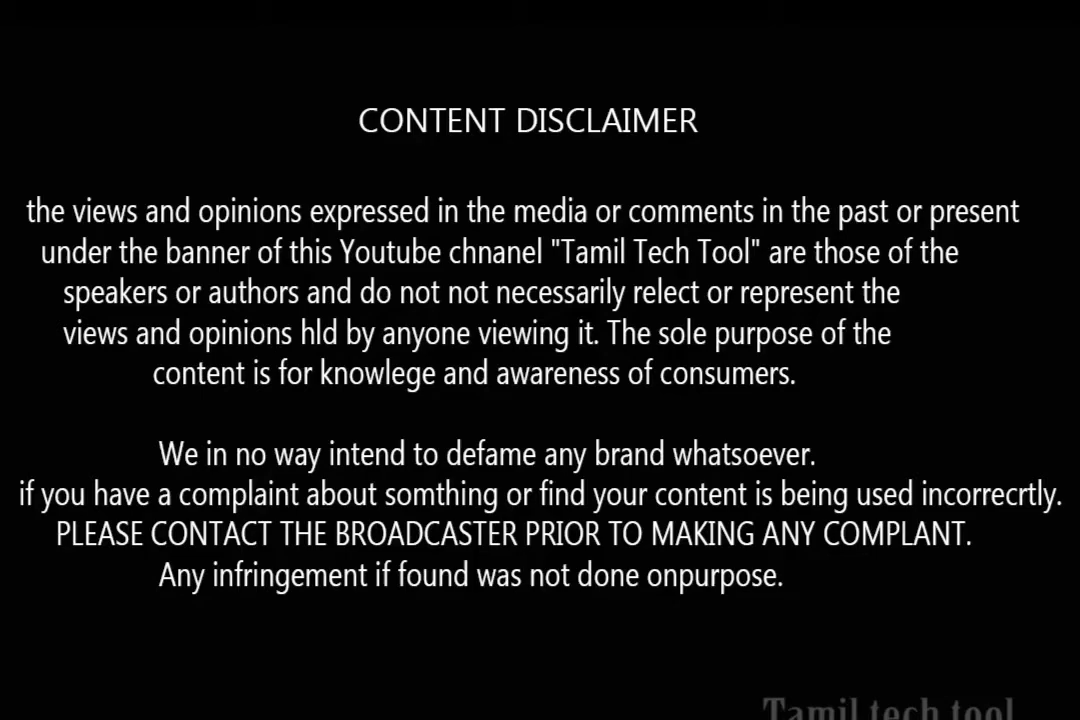 CONTENT DISCLAIMER
the views and opinions expressed in the media or comments in the past or present
under the banner of this Youtube chnanel "Tamil Tech Tool" are those of the
speakers or authors and do not not necessarily relect or represent the
views and opinions hld by anyone viewing it. The sole purpose of the
content is for knowlege and awareness of consumers.
We in no way intend to defame any brand whatsoever.
if you have a complaint about somthing or find your content is being used incorrecrtly.
PLEASE CONTACT THE BROADCASTER PRIOR TO MAKING ANY COMPLANT.
Any infringement if found was not done onpurpose.
Tamil tech tool